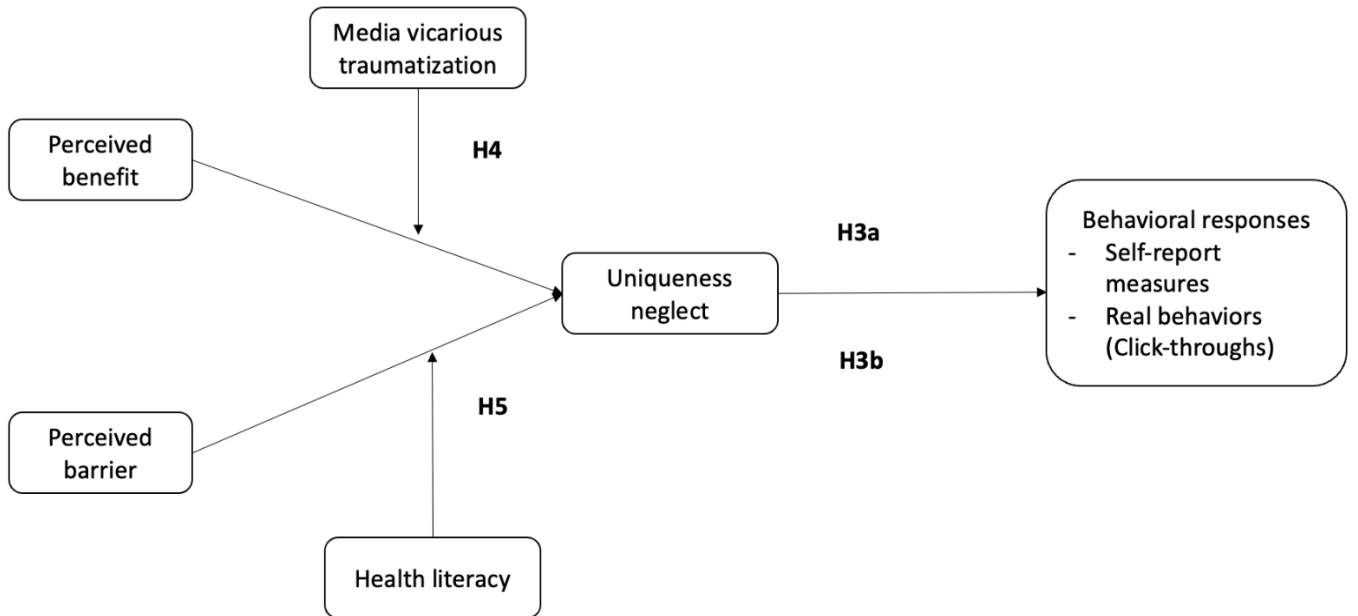 Media vicarious
traumatization
Perceived
benefit
H4
Behavioral responses
- Self-report
measures
- Real behaviors
(Click-throughs)
H3a
Uniqueness
neglect
H3b
H5
Perceived
barrier
Health literacy